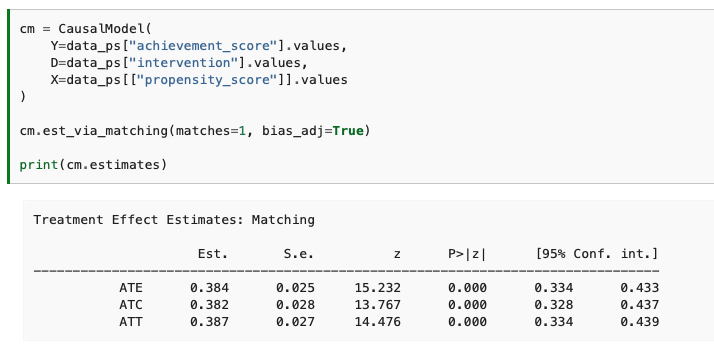 cm = CausalModel(
    Y=data_ps["achievement_score"].values,
    D=data_ps["intervention"].values,
    X=data_ps[["propensity_score"]].values
)
cm.est_via_matching(matches=1, bias_adj=True)
print(cm.estimates)
Treatment Effect Estimates: Matching
Est. S.e. z P>|z| [95% Conf. int.]
--------------------------------------------------------------------------------
ATE 0.384 0.025 15.232 0.000 0.334 0.433
ATC 0.382 0.028 13.767 0.000 0.328 0.437
ATT 0.387 0.027 14.476 0.000 0.334 0.439